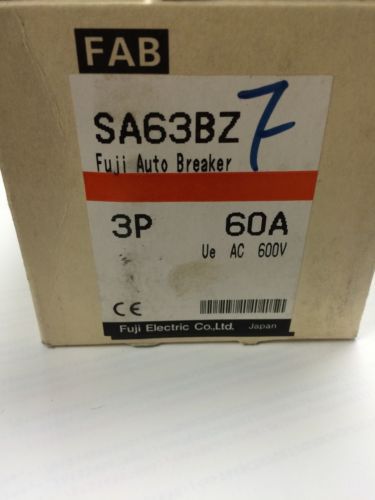 FAB
SA63BZ 7
Fuji Auto Breaker
3P 60A
Ue AC 600V
CE
Fuji Electric Co.,Ltd. Japan